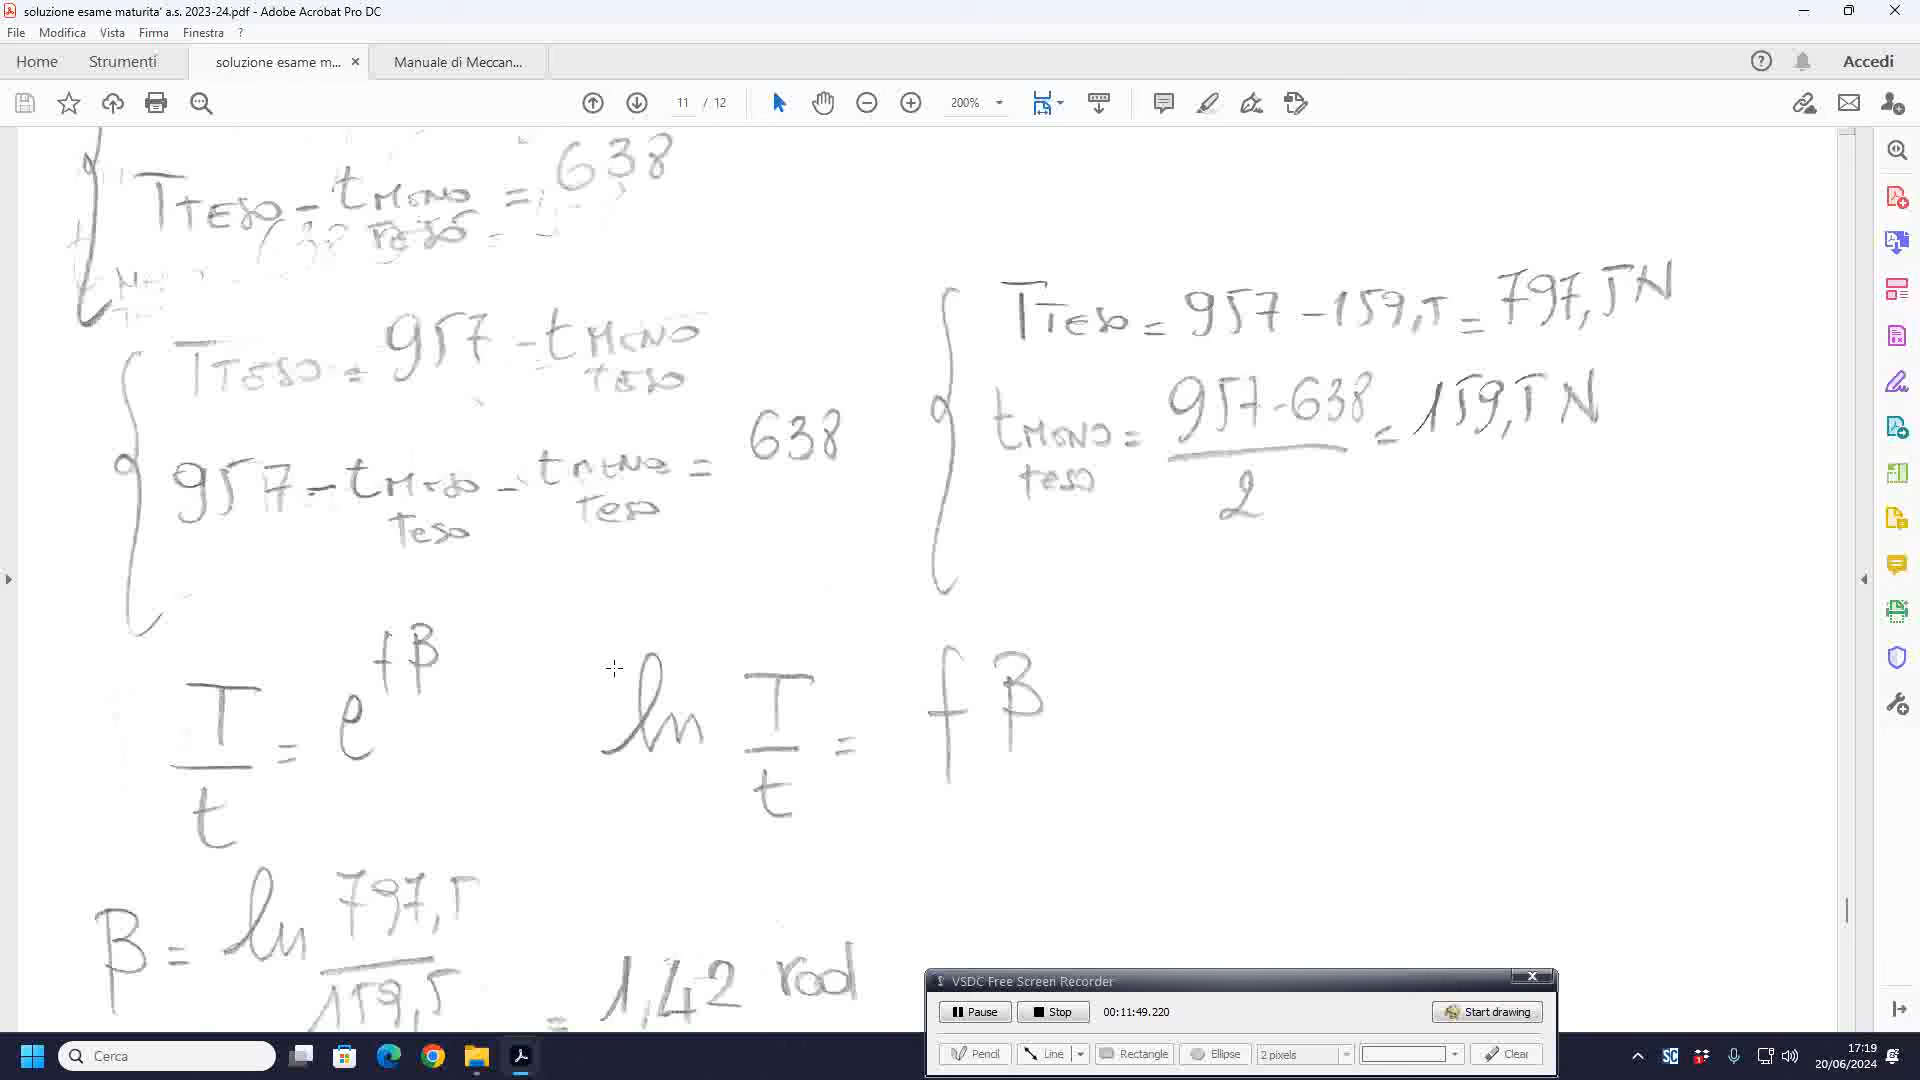 soluzione esame maturita' a.s. 2023-24.pdf - Adobe Acrobat Pro DC
File Modifica Vista Firma Finestra ?
Home Strumenti soluzione esame m... × Manuale di Meccan... Accedi
11 / 12 200%
T TESO - t MENO TESO = 638
T TESO = 957 - t MENO TESO
957 - t MENO TESO - t MENO TESO = 638
T TESO = 957 - 159,5 = 797,5 N
t MENO TESO = 957-638 / 2 = 159,5 N
T/t = e^fβ
ln T/t = fβ
β = ln 797,5 / 159,5 = 1,42 rad
VSDC Free Screen Recorder
Pause Stop 00:11:49.220 Start drawing
Pencil Line Rectangle Ellipse 2 pixels Clear
Cerca
17:19
20/06/2024